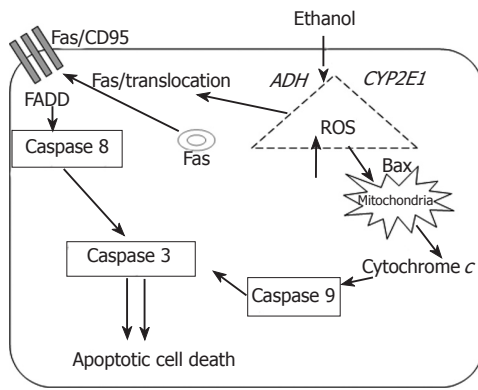 Ethanol
Fas/CD95
ADH
CYP2E1
Fas/translocation
FADD
ROS
Caspase 8
Fas
Bax
Mitochondria
Caspase 3
Cytochrome c
Caspase 9
Apoptotic cell death